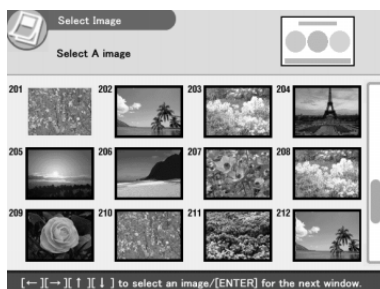 Select Image
Select A image
201 202 203 204
205 206 207 208
209 210 211 212
[←][→][↑][↓] to select an image/[ENTER] for the next window.